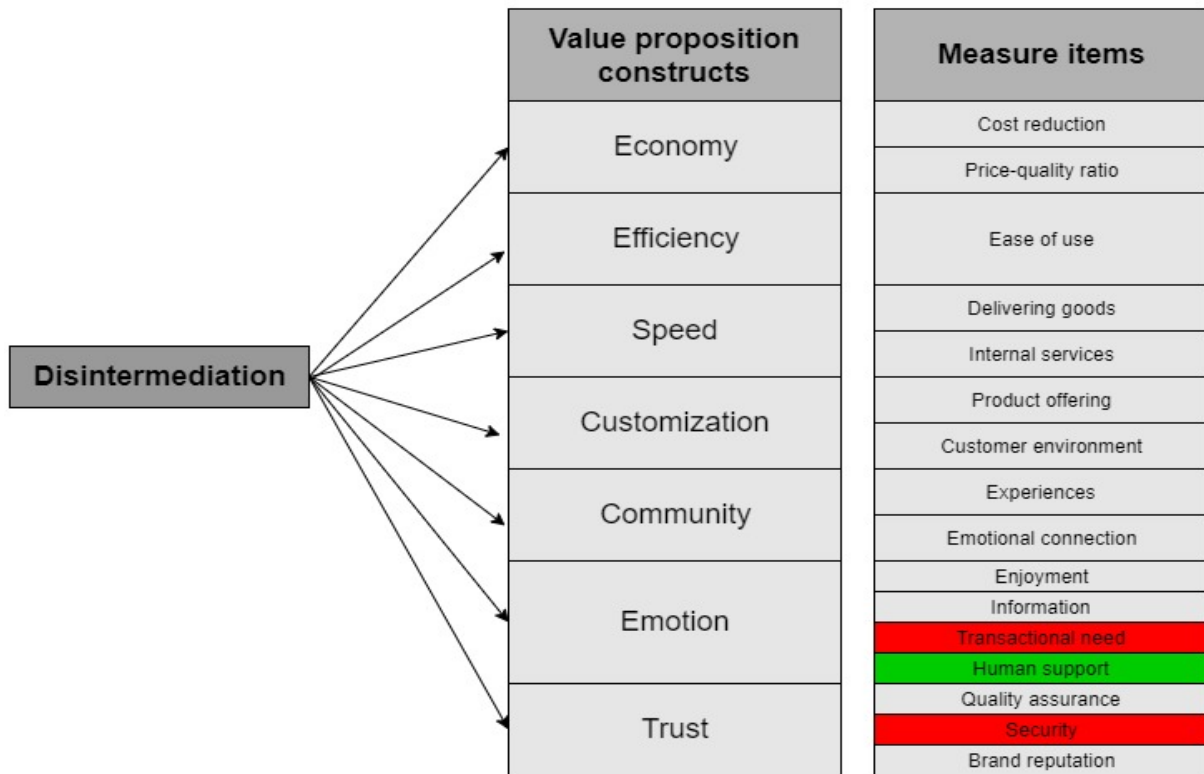 Value proposition
constructs
Measure items
Economy
Cost reduction
Price-quality ratio
Efficiency
Ease of use
Speed
Delivering goods
Internal services
Disintermediation
Customization
Product offering
Customer environment
Community
Experiences
Emotional connection
Emotion
Enjoyment
Information
Transactional need
Human support
Trust
Quality assurance
Security
Brand reputation